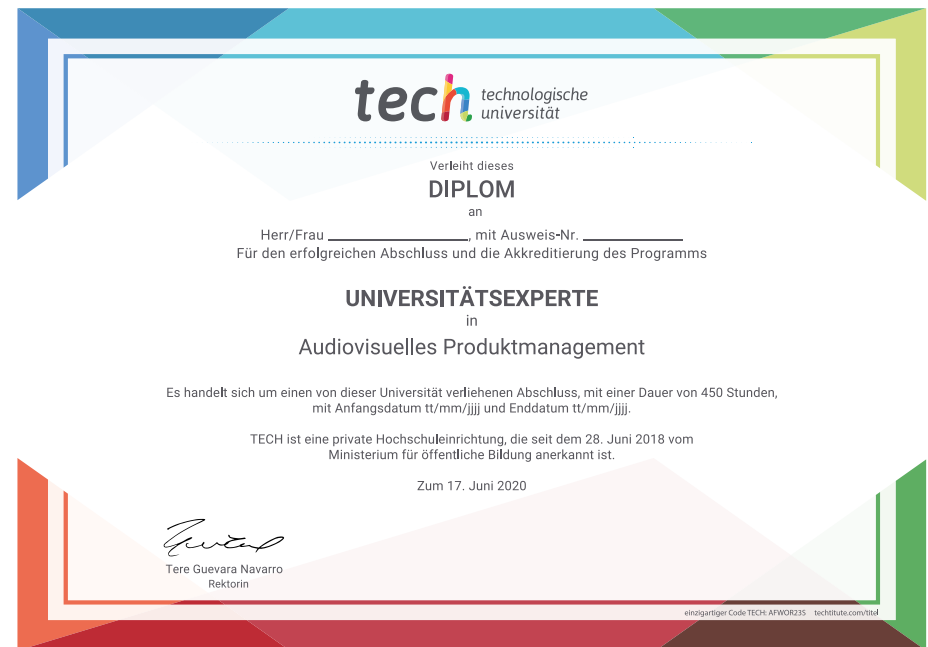 tech technologische
universität
Verleiht dieses
DIPLOM
an
Herr/Frau ____________________, mit Ausweis-Nr. ______________
Für den erfolgreichen Abschluss und die Akkreditierung des Programms
UNIVERSITÄTSEXPERTE
in
Audiovisuelles Produktmanagement
Es handelt sich um einen von dieser Universität verliehenen Abschluss, mit einer Dauer von 450 Stunden,
mit Anfangsdatum tt/mm/jjjj und Enddatum tt/mm/jjjj.
TECH ist eine private Hochschuleinrichtung, die seit dem 28. Juni 2018 vom
Ministerium für öffentliche Bildung anerkannt ist.
Zum 17. Juni 2020
Tere Guevara Navarro
Rektorin
einzigartiger Code TECH: AFWOR23S techtitute.com/titel